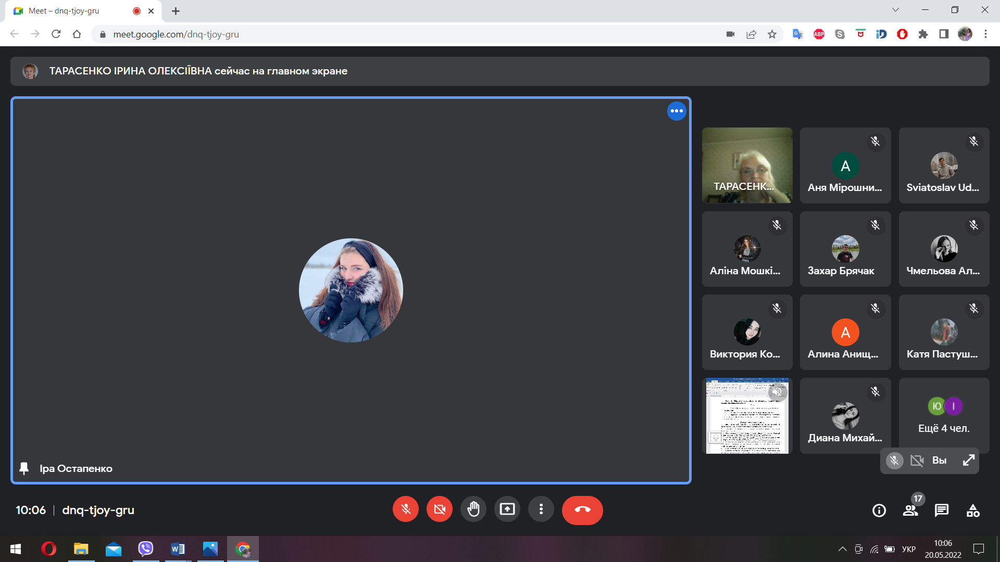 Meet – dnq-tjoy-gru
meet.google.com/dnq-tjoy-gru
ABP
ТАРАСЕНКО ІРИНА ОЛЕКСІЇВНА сейчас на главном экране
ТАРАСЕНК...
А
Аня Мірошни...
Sviatoslav Ud...
Аліна Мошкі...
Захар Брячак
Чмельова Ал...
Виктория Ко...
А
Алина Анищ...
Катя Пастуш...
ТАРАС...
Диана Михай...
Ю І
Ещё 4 чел.
Вы
Іра Остапенко
10:06 | dnq-tjoy-gru
17
10:06
УКР
20.05.2022